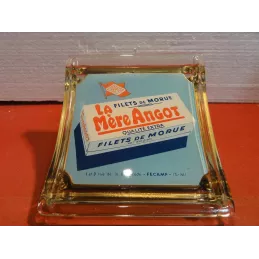 FILETS DE MORUE
LA
MÈRE ANGOT
QUALITÉ EXTRA
FILETS DE MORUE
FÉCAMP